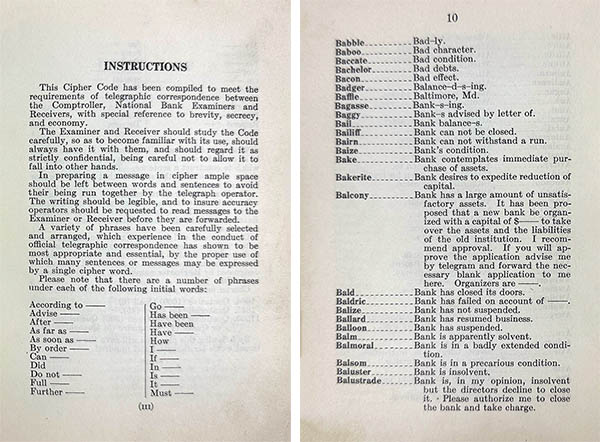 INSTRUCTIONS
This Cipher Code has been compiled to meet the
requirements of telegraphic correspondence between
the Comptroller, National Bank Examiners and
Receivers, with special reference to brevity, secrecy,
and economy.
The Examiner and Receiver should study the Code
carefully, so as to become familiar with its use, should
always have it with them, and should regard it as
strictly confidential, being careful not to allow it to
fall into other hands.
In preparing a message in cipher ample space
should be left between words and sentences to avoid
their being run together by the telegraph operator.
The writing should be legible, and to insure accuracy
operators should be requested to read messages to the
Examiner or Receiver before they are forwarded.
A variety of phrases have been carefully selected
and arranged, which experience in the conduct of
official telegraphic correspondence has shown to be
most appropriate and essential, by the proper use of
which many sentences or messages may be expressed
by a single cipher word.
Please note that there are a number of phrases
under each of the following initial words:
According to ——
Advise ——
After ——
As far as ——
As soon as ——
By order ——
Can ——
Did
Do not ——
Full ——
Further ——
Go ——
Has been ——
Have been
Have ——
How
I ——
If ——
In ——
Is ——
It ——
Must ——
(III)
10
Babble Bad-ly.
Baboo Bad character.
Baccate Bad condition.
Bachelor Bad debts.
Bacon Bad effect.
Badger Balance-d-s-ing.
Baffle Baltimore, Md.
Bagasse Bank-s-ing.
Baggy Bank-s advised by letter of.
Bail Bank balance-s.
Bailiff Bank can not be closed.
Bairn Bank can not withstand a run.
Baize Bank's condition.
Bake Bank contemplates immediate pur-
chase of assets.
Bakerite Bank desires to expedite reduction of
capital.
Balcony Bank has a large amount of unsatis-
factory assets. It has been pro-
posed that a new bank be organ-
ized with a capital of $—— to take
over the assets and the liabilities
of the old institution. I recom-
mend approval. If you will ap-
prove the application advise me
by telegram and forward the nec-
essary blank application to me
here. Organizers are ——.
Bald Bank has closed its doors.
Baldric Bank has failed on account of ——.
Balize Bank has not suspended.
Ballard Bank has resumed business.
Balloon Bank has suspended.
Balm Bank is apparently solvent.
Balmoral Bank is in a badly extended condi-
tion.
Balsom Bank is in a precarious condition.
Baluster Bank is insolvent.
Balustrade Bank is, in my opinion, insolvent
but the directors decline to close
it. Please authorize me to close
the bank and take charge.